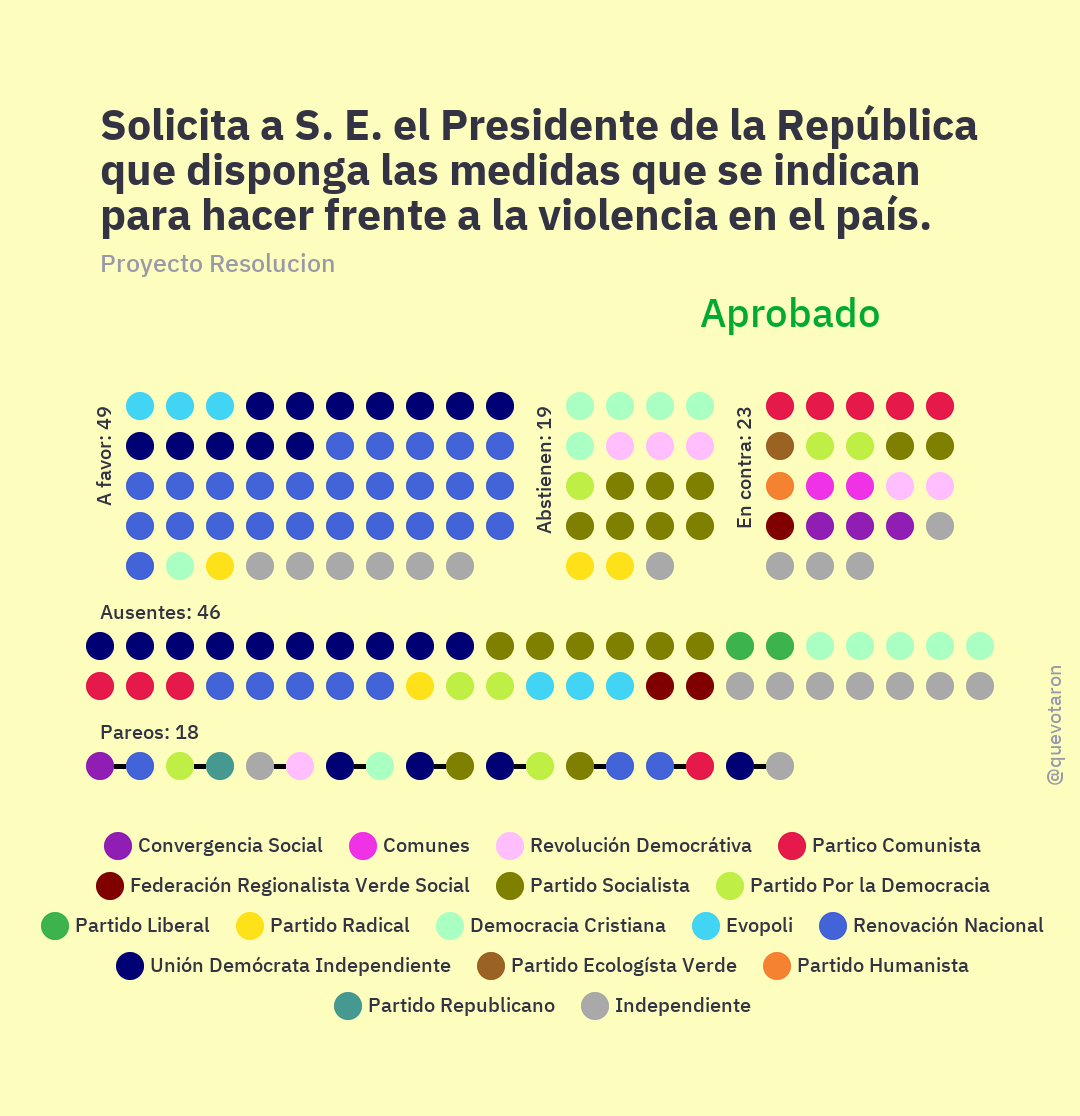 Solicita a S. E. el Presidente de la República
que disponga las medidas que se indican
para hacer frente a la violencia en el país.
Proyecto Resolucion
Aprobado
A favor: 49
Abstienen: 19
En contra: 23
Ausentes: 46
Pareos: 18
@quevotaron
Convergencia Social Comunes Revolución Democrátiva Partico Comunista
Federación Regionalista Verde Social Partido Socialista Partido Por la Democracia
Partido Liberal Partido Radical Democracia Cristiana Evopoli Renovación Nacional
Unión Demócrata Independiente Partido Ecologísta Verde Partido Humanista
Partido Republicano Independiente